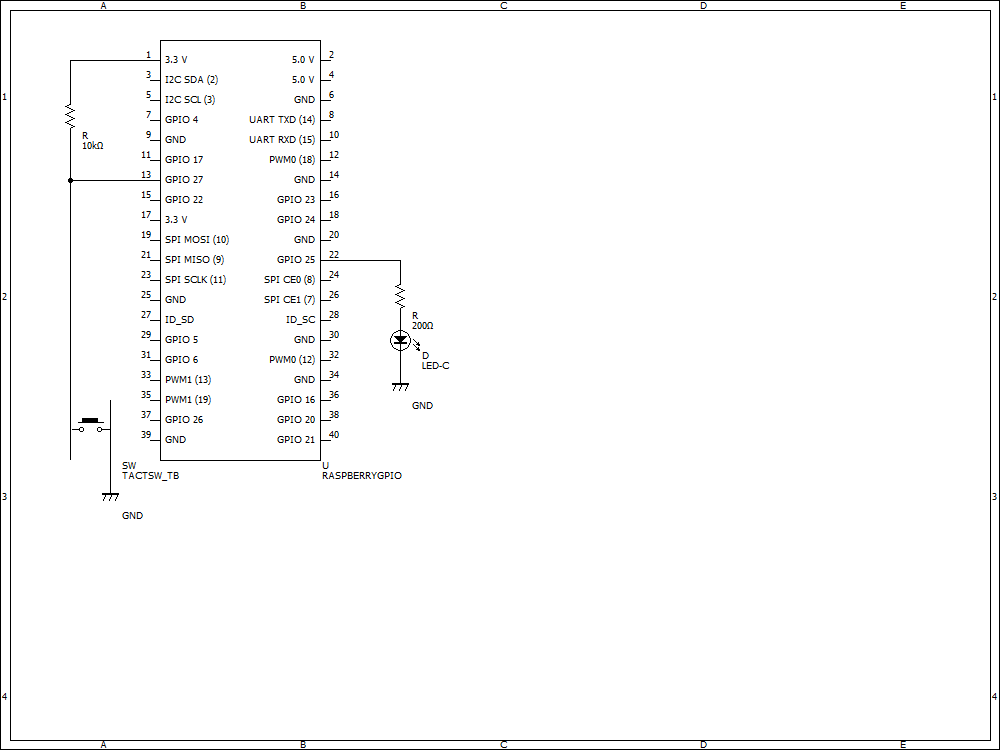 A B C D E
1 3.3 V 5.0 V 2
3 I2C SDA (2) 5.0 V 4
1 5 I2C SCL (3) GND 6 1
7 GPIO 4 UART TXD (14) 8
R 9 GND UART RXD (15) 10
10kΩ
11 GPIO 17 PWM0 (18) 12
13 GPIO 27 GND 14
15 GPIO 22 GPIO 23 16
17 3.3 V GPIO 24 18
19 SPI MOSI (10) GND 20
21 SPI MISO (9) GPIO 25 22
23 SPI SCLK (11) SPI CE0 (8) 24
2 25 GND SPI CE1 (7) 26 2
27 ID_SD ID_SC 28 R
200Ω
29 GPIO 5 GND 30
31 GPIO 6 PWM0 (12) 32 D
LED-C
33 PWM1 (13) GND 34
35 PWM1 (19) GPIO 16 36 GND
37 GPIO 26 GPIO 20 38
39 GND GPIO 21 40
SW U
TACTSW_TB RASPBERRYGPIO
3 3
GND
4 4
A B C D E